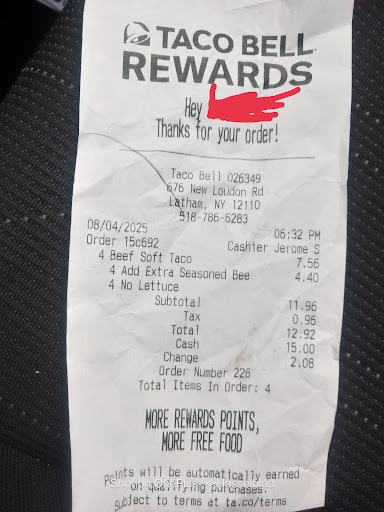 TACO BELL
REWARDS
Hey
Thanks for your order!
Taco Bell 026349
676 New Loudon Rd
Latham, NY 12110
518-786-6283
08/04/2025 06:32 PM
Order 15c692 Cashier Jerome S
4 Beef Soft Taco 7.56
4 Add Extra Seasoned Bee 4.40
4 No Lettuce
Subtotal 11.96
Tax 0.96
Total 12.92
Cash 15.00
Change 2.08
Order Number 226
Total Items In Order: 4
MORE REWARDS POINTS,
MORE FREE FOOD
Points will be automatically earned
on qualifying purchases.
Subject to terms at ta.co/terms